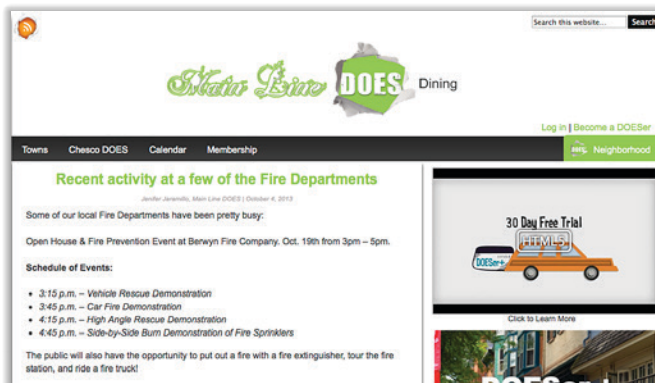 Search this website...
Search
Main Line DOES Dining
Log in | Become a DOESer
Towns Chesco DOES Calendar Membership
DOES Neighborhood
Recent activity at a few of the Fire Departments
Jenifer Jaramillo, Main Line DOES | October 4, 2013
Some of our local Fire Departments have been pretty busy:
Open House & Fire Prevention Event at Berwyn Fire Company. Oct. 19th from 3pm – 5pm.
Schedule of Events:
• 3:15 p.m. – Vehicle Rescue Demonstration
• 3:45 p.m. – Car Fire Demonstration
• 4:15 p.m. – High Angle Rescue Demonstration
• 4:45 p.m. – Side-by-Side Burn Demonstration of Fire Sprinklers
The public will also have the opportunity to put out a fire with a fire extinguisher, tour the fire
station, and ride a fire truck!
30 Day Free Trial
HTML5
DOESer+
Click to Learn More